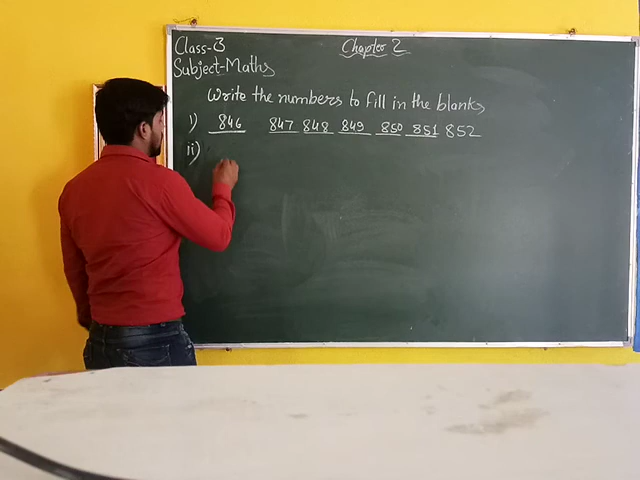 Class-3
Chapter 2
Subject-Maths
Write the numbers to fill in the blanks
i) 846 847 848 849 850 851 852
ii)